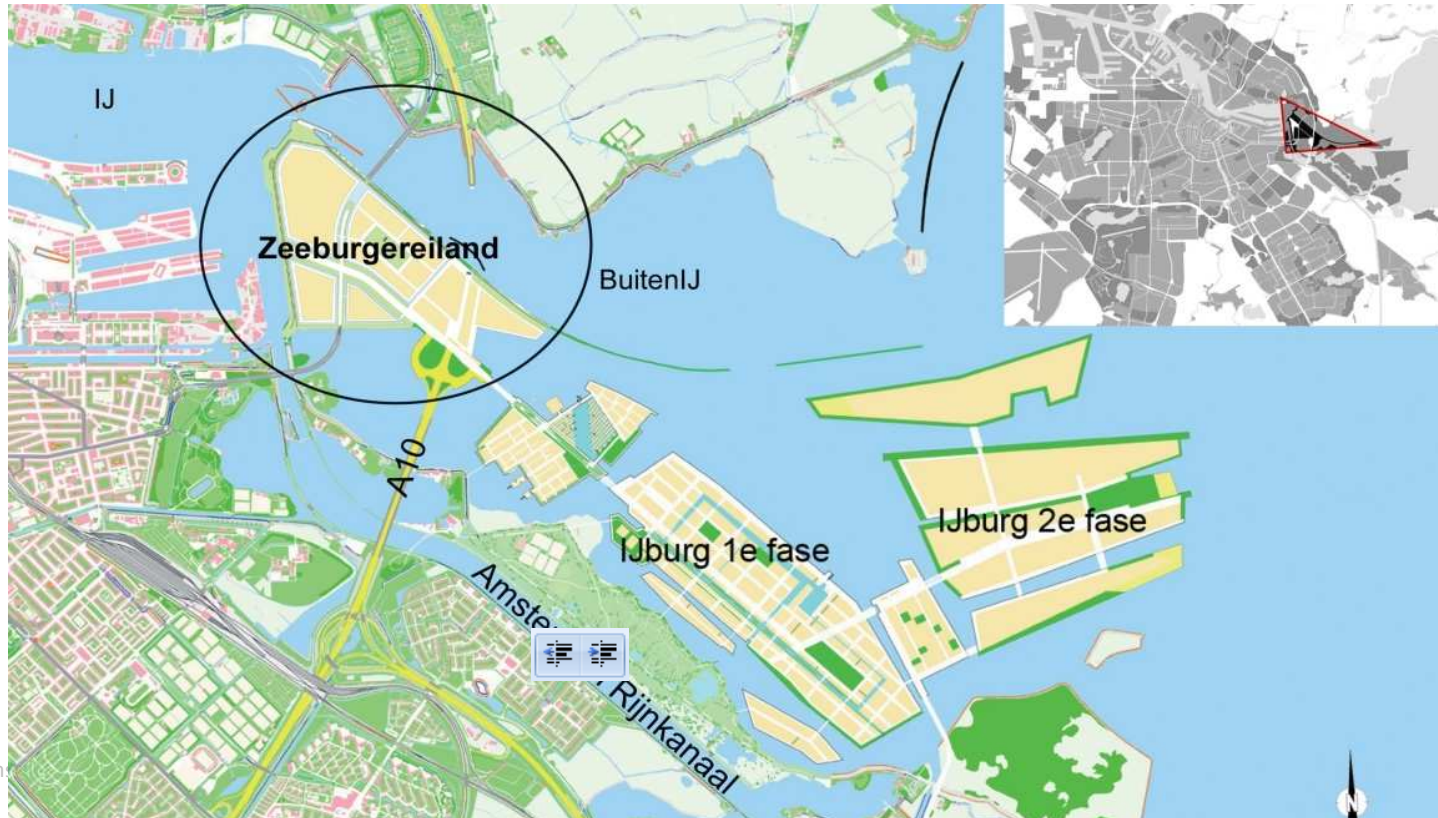 IJ
Zeeburgereiland
BuitenIJ
A10
IJburg 1e fase
IJburg 2e fase
Rijnkanaal
N